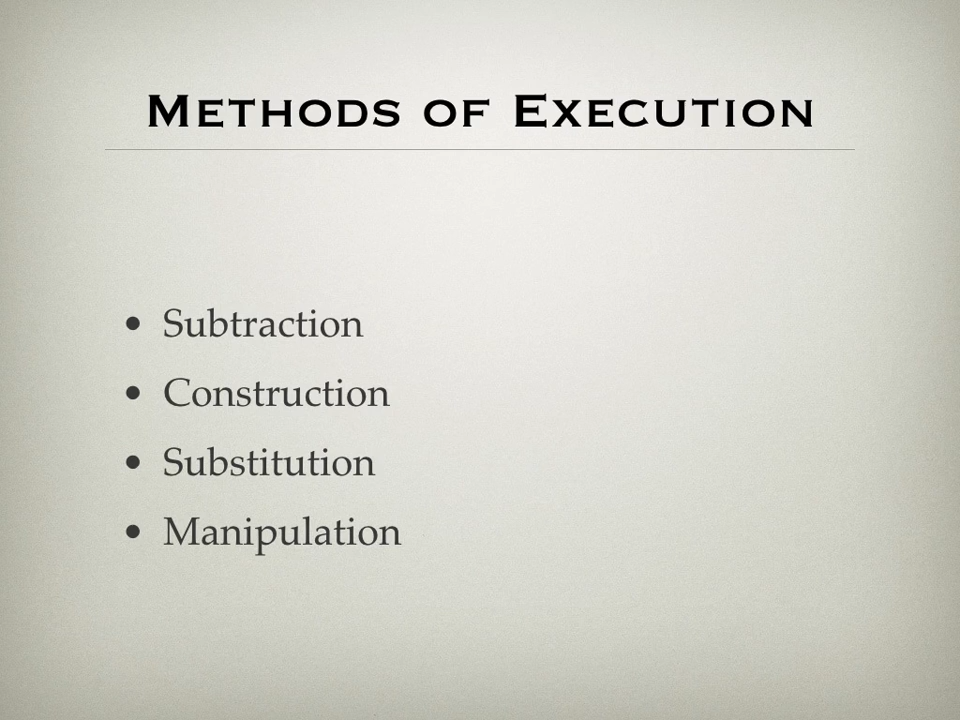 Methods of Execution
• Subtraction
• Construction
• Substitution
• Manipulation